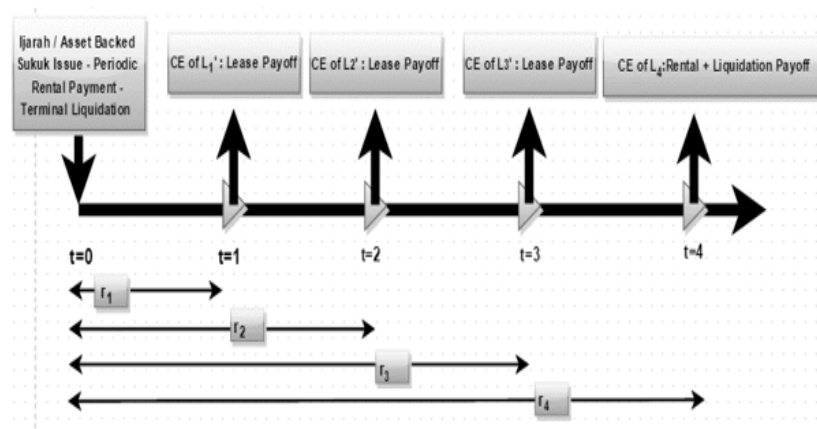 Ijarah / Asset Backed
Sukuk Issue - Periodic
Rental Payment -
Terminal Liquidation
CE of L1' : Lease Payoff
CE of L2' : Lease Payoff
CE of L3' : Lease Payoff
CE of L4:Rental + Liquidation Payoff
t=0
t=1
t=2
t=3
t=4
r1
r2
r3
r4